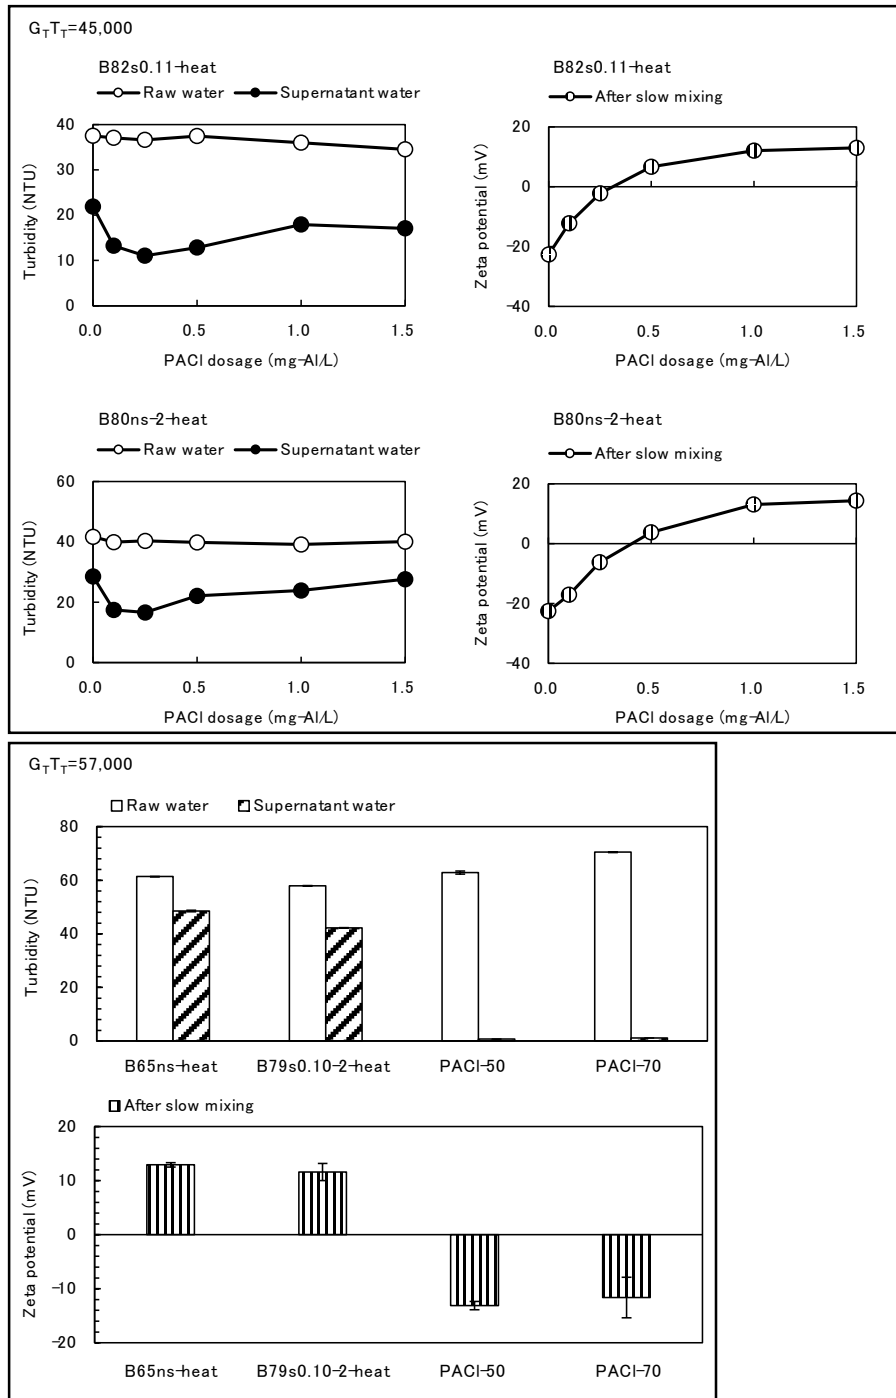 GTTT=45,000
B82s0.11-heat
Raw water Supernatant water
Turbidity (NTU)
40
30
20
10
0
0.0 0.5 1.0 1.5
PACl dosage (mg-Al/L)
B82s0.11-heat
After slow mixing
Zeta potential (mV)
20
0
-20
-40
0.0 0.5 1.0 1.5
PACl dosage (mg-Al/L)
B80ns-2-heat
Raw water Supernatant water
Turbidity (NTU)
60
40
20
0
0.0 0.5 1.0 1.5
PACl dosage (mg-Al/L)
B80ns-2-heat
After slow mixing
Zeta potential (mV)
20
0
-20
-40
0.0 0.5 1.0 1.5
PACl dosage (mg-Al/L)
GTTT=57,000
Raw water Supernatant water
Turbidity (NTU)
80
60
40
20
0
B65ns-heat B79s0.10-2-heat PACl-50 PACl-70
After slow mixing
Zeta potential (mV)
20
10
0
-10
-20
B65ns-heat B79s0.10-2-heat PACl-50 PACl-70